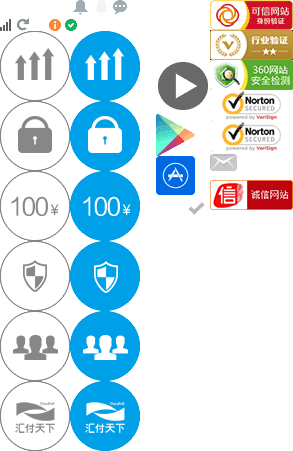 可信网站
身份验证
行业验证
360网站
安全检测
Norton
SECURED
powered by VeriSign
Norton
SECURED
powered by VeriSign
诚信网站
100¥
100¥
ChinaPnR
汇付天下
ChinaPnR
汇付天下